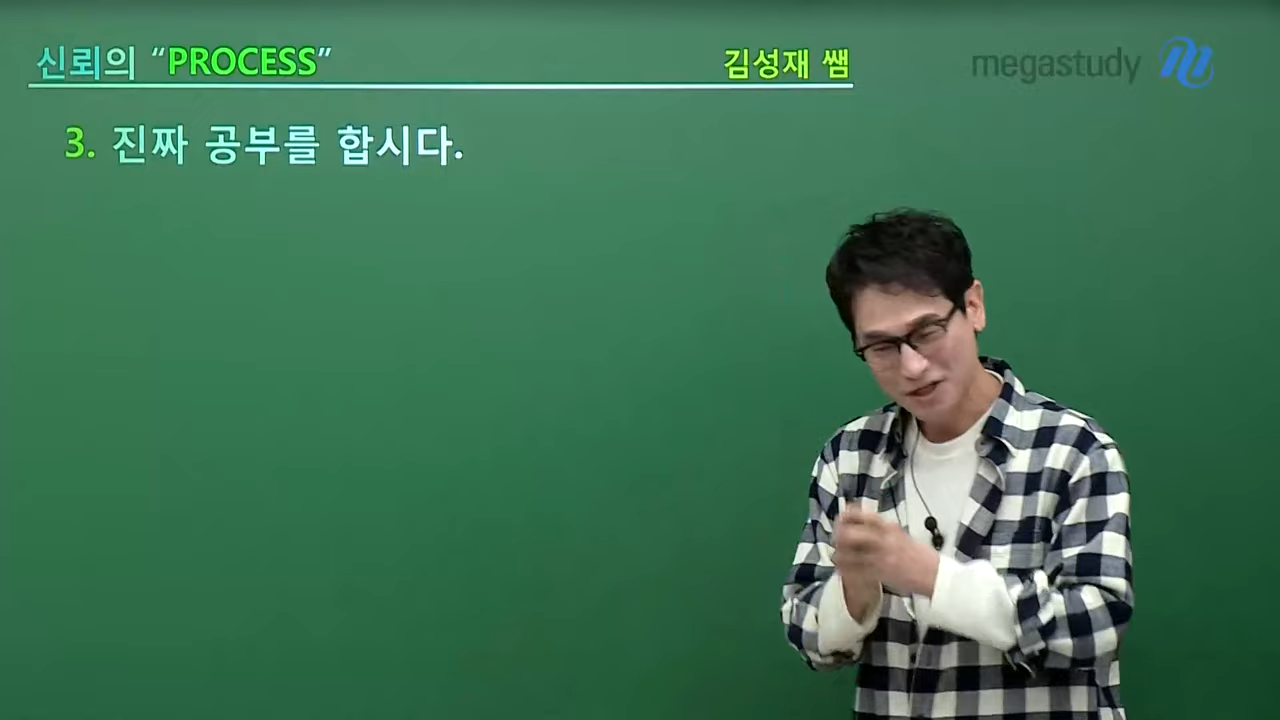 신뢰의 “PROCESS” 김성재 쌤 megastudy
3. 진짜 공부를 합시다.